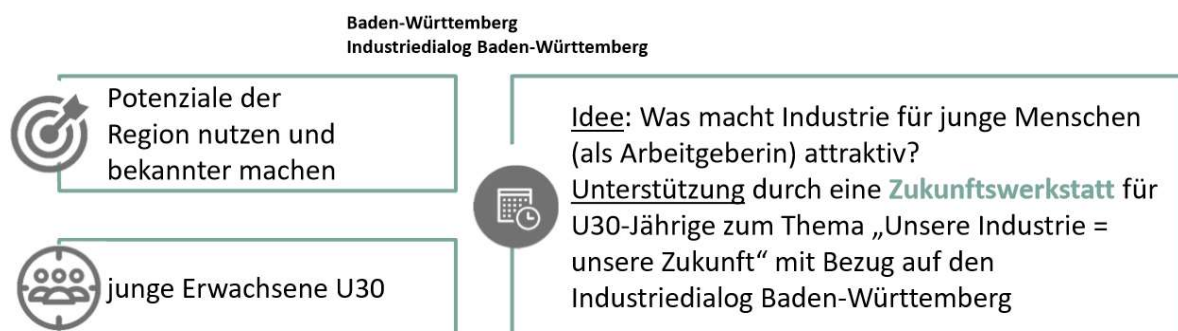 Baden-Württemberg
Industriedialog Baden-Württemberg
Potenziale der
Region nutzen und
bekannter machen
junge Erwachsene U30
Idee: Was macht Industrie für junge Menschen
(als Arbeitgeberin) attraktiv?
Unterstützung durch eine Zukunftswerkstatt für
U30-Jährige zum Thema „Unsere Industrie =
unsere Zukunft“ mit Bezug auf den
Industriedialog Baden-Württemberg